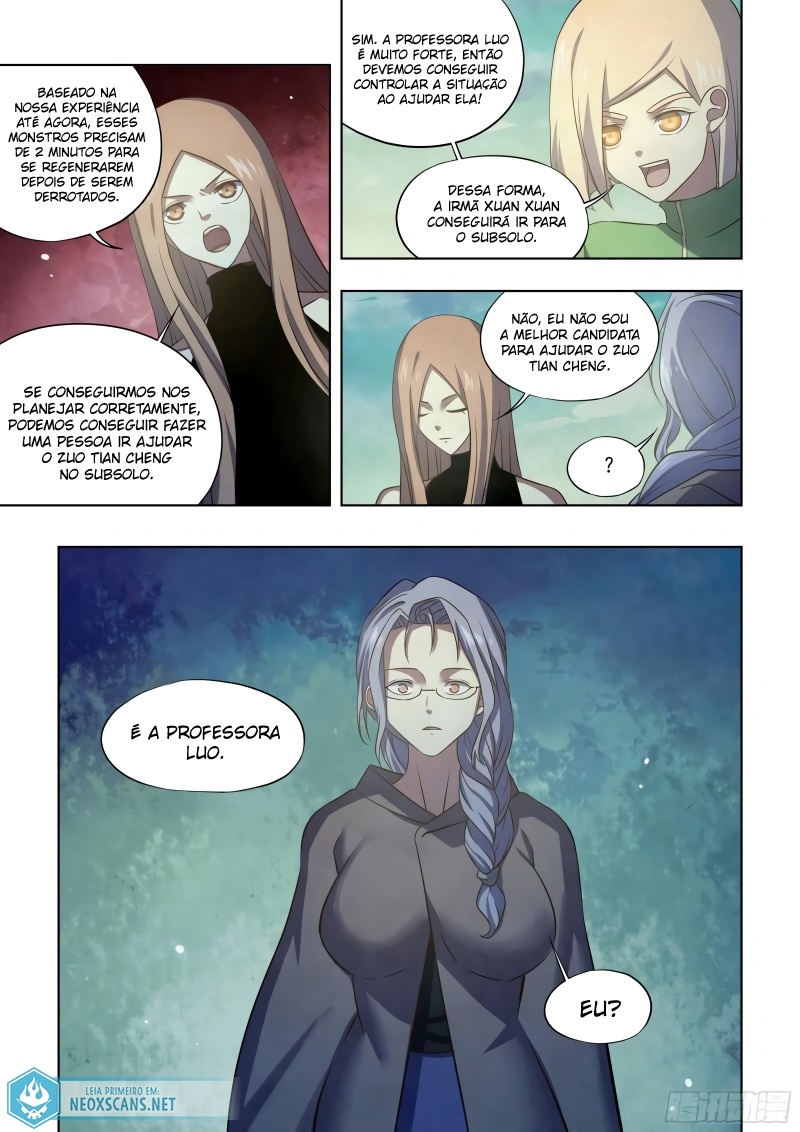 BASEADO NA
NOSSA EXPERIÊNCIA
ATÉ AGORA, ESSES
MONSTROS PRECISAM
DE 2 MINUTOS PARA
SE REGENERAREM
DEPOIS DE SEREM
DERROTADOS.
SE CONSEGUIRMOS NOS
PLANEJAR CORRETAMENTE,
PODEMOS CONSEGUIR FAZER
UMA PESSOA IR AJUDAR
O ZUO TIAN CHENG
NO SUBSOLO.
SIM. A PROFESSORA LUO
É MUITO FORTE, ENTÃO
DEVEMOS CONSEGUIR
CONTROLAR A SITUAÇÃO
AO AJUDAR ELA!
DESSA FORMA,
A IRMÃ XUAN XUAN
CONSEGUIRÁ IR PARA
O SUBSOLO.
NÃO, EU NÃO SOU
A MELHOR CANDIDATA
PARA AJUDAR O ZUO
TIAN CHENG.
?
É A PROFESSORA
LUO.
EU?
LEIA PRIMEIRO EM:
NEOXSCANS.NET
腾讯动漫